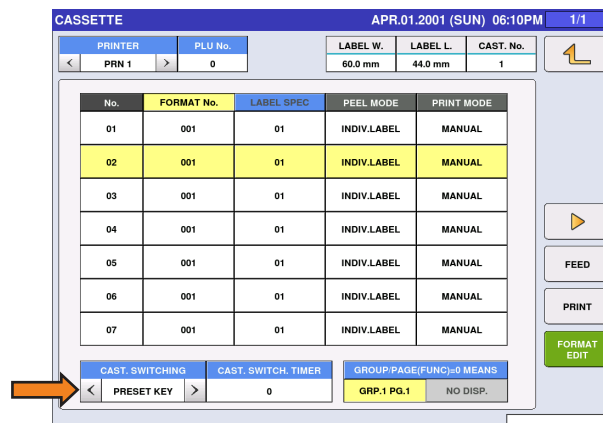 CASSETTE APR.01.2001 (SUN) 06:10PM 1/1
PRINTER PLU No. LABEL W. LABEL L. CAST. No.
< PRN 1 > 0 60.0 mm 44.0 mm 1
No. FORMAT No. LABEL SPEC PEEL MODE PRINT MODE
01 001 01 INDIV.LABEL MANUAL
02 001 01 INDIV.LABEL MANUAL
03 001 01 INDIV.LABEL MANUAL
04 001 01 INDIV.LABEL MANUAL
05 001 01 INDIV.LABEL MANUAL
06 001 01 INDIV.LABEL MANUAL
07 001 01 INDIV.LABEL MANUAL
FEED
PRINT
FORMAT
EDIT
CAST. SWITCHING CAST. SWITCH. TIMER GROUP/PAGE(FUNC)=0 MEANS
< PRESET KEY > 0 GRP.1 PG.1 NO DISP.